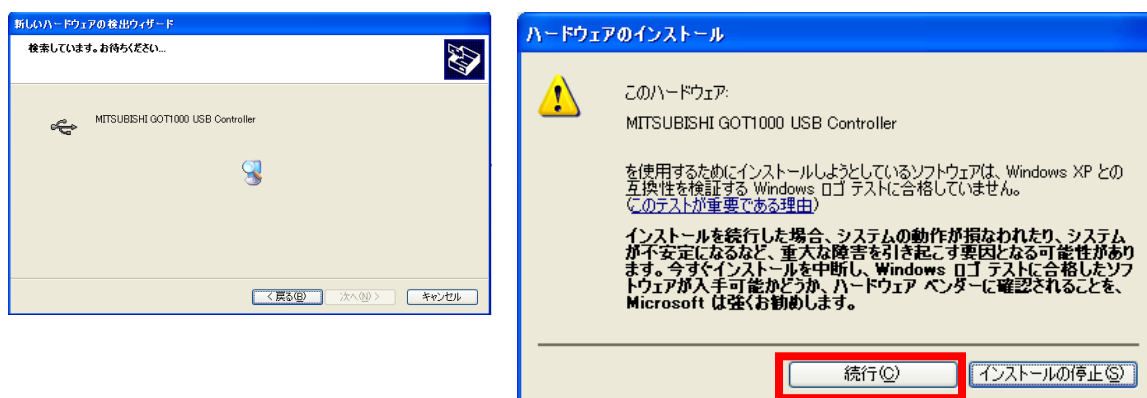 新しいハードウェアの検出ウィザード
検索しています。お待ちください...
MITSUBISHI GOT1000 USB Controller
< 戻る(B)
次へ(N) >
キャンセル
ハードウェアのインストール
このハードウェア:
MITSUBISHI GOT1000 USB Controller
を使用するためにインストールしようとしているソフトウェアは、Windows XP との
互換性を検証する Windows ロゴ テストに合格していません。
(このテストが重要である理由)
インストールを続行した場合、システムの動作が損なわれたり、システム
が不安定になるなど、重大な障害を引き起こす要因となる可能性があり
ます。今すぐインストールを中断し、Windows ロゴ テストに合格したソフ
トウェアが入手可能かどうか、ハードウェア ベンダーに確認されることを、
Microsoft は強くお勧めします。
続行(C)
インストールの停止(S)